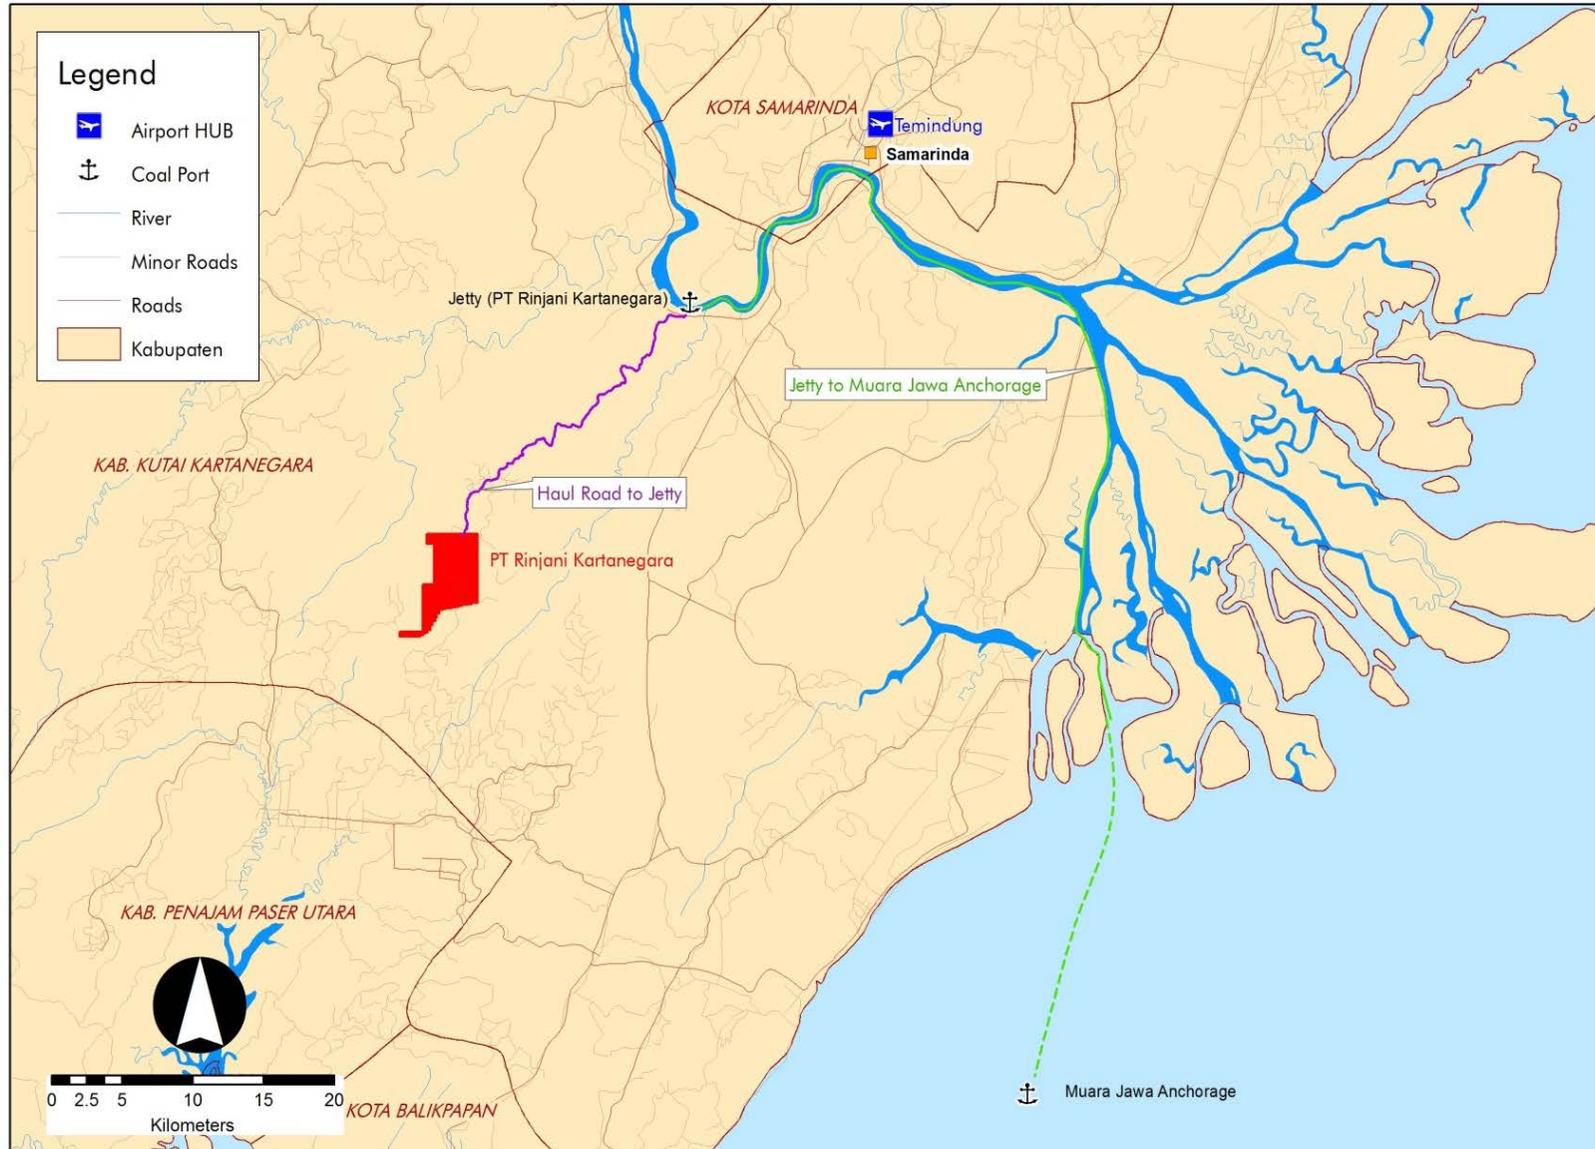 Legend
Airport HUB
Coal Port
River
Minor Roads
Roads
Kabupaten
KOTA SAMARINDA
Temindung
Samarinda
Jetty (PT Rinjani Kartanegara)
Jetty to Muara Jawa Anchorage
KAB. KUTAI KARTANEGARA
Haul Road to Jetty
PT Rinjani Kartanegara
KAB. PENAJAM PASER UTARA
0 2.5 5 10 15 20
Kilometers
KOTA BALIKPAPAN
Muara Jawa Anchorage